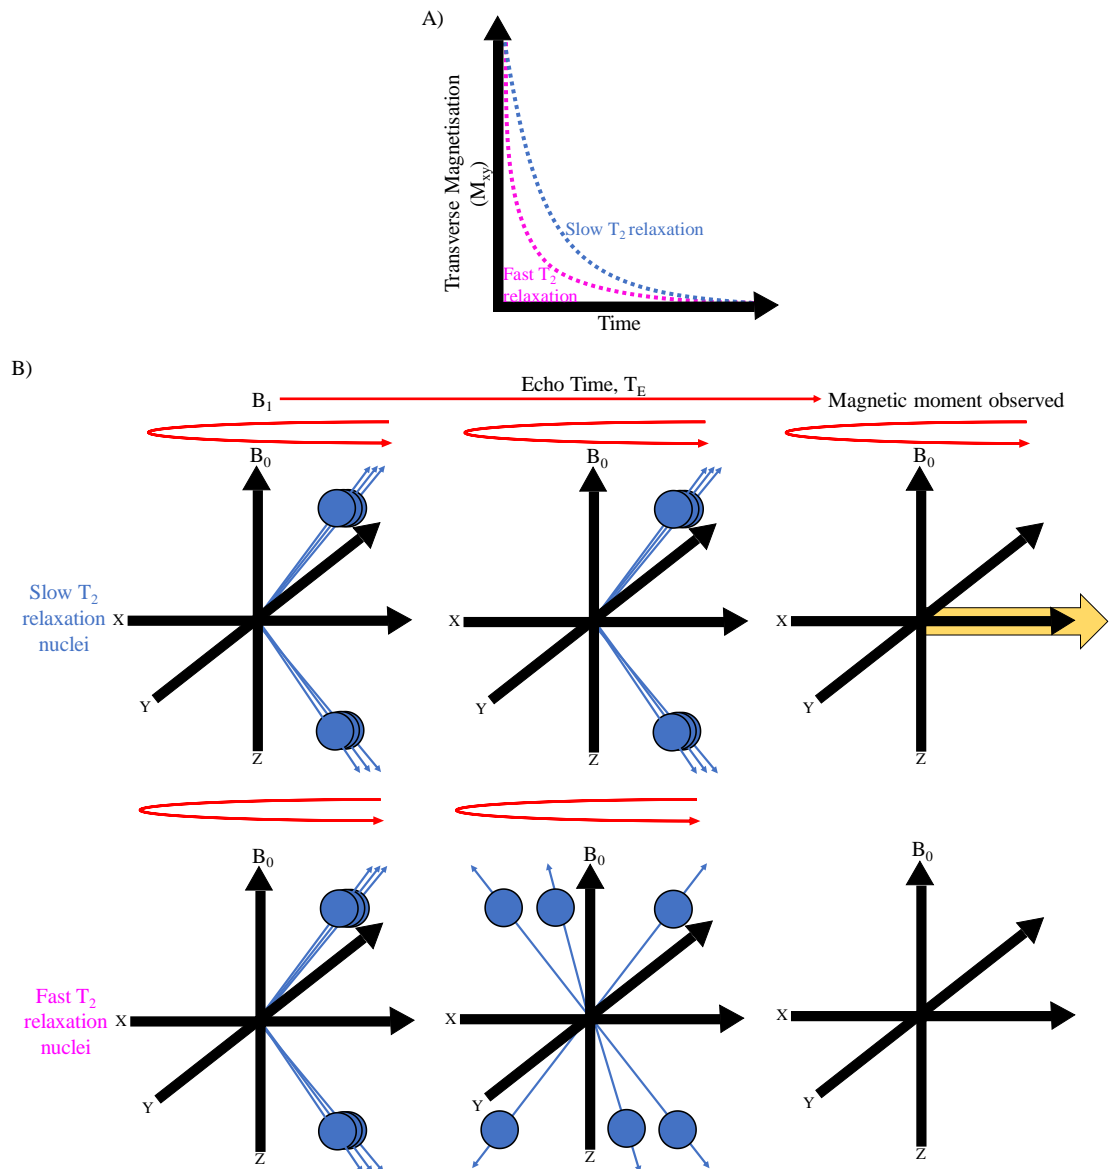 A)
Transverse Magnetisation
(Mxy)
Slow T2 relaxation
Fast T2
relaxation
Time
B)
Echo Time, TE
B1
Magnetic moment observed
B0
B0
B0
Slow T2
relaxation
nuclei
X
X
X
Y
Y
Y
Z
Z
Z
B0
B0
B0
Fast T2
relaxation
nuclei
X
X
X
Y
Y
Y
Z
Z
Z